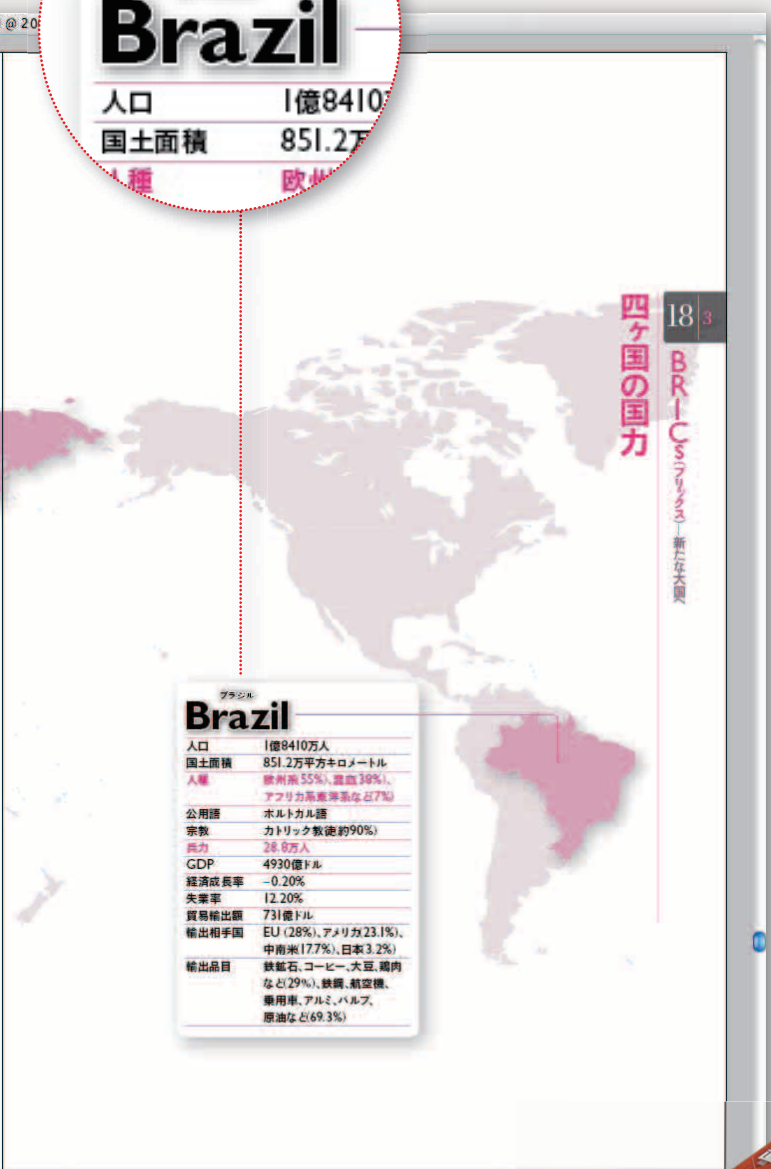 @ 20
Brazil
人口 1億8410
国土面積 851.2万
人種 欧州
18 3
BRICs(ブリックス)―新たな大国へ
四ヶ国の国力
ブラジル
Brazil
人口 1億8410万人
国土面積 851.2万平方キロメートル
人種 欧州系55%)、混血38%)、
アフリカ系東洋系など7%)
公用語 ポルトカル語
宗教 カトリック教徒(約90%)
兵力 28.8万人
GDP 4930億ドル
経済成長率 −0.20%
失業率 12.20%
貿易輸出額 731億ドル
輸出相手国 EU (28%)、アメリカ(23.1%)、
中南米(17.7%)、日本(3.2%)
輸出品目 鉄鉱石、コーヒー、大豆、鶏肉
など(29%)、鉄鋼、航空機、
乗用車、アルミ、パルプ、
原油など(69.3%)